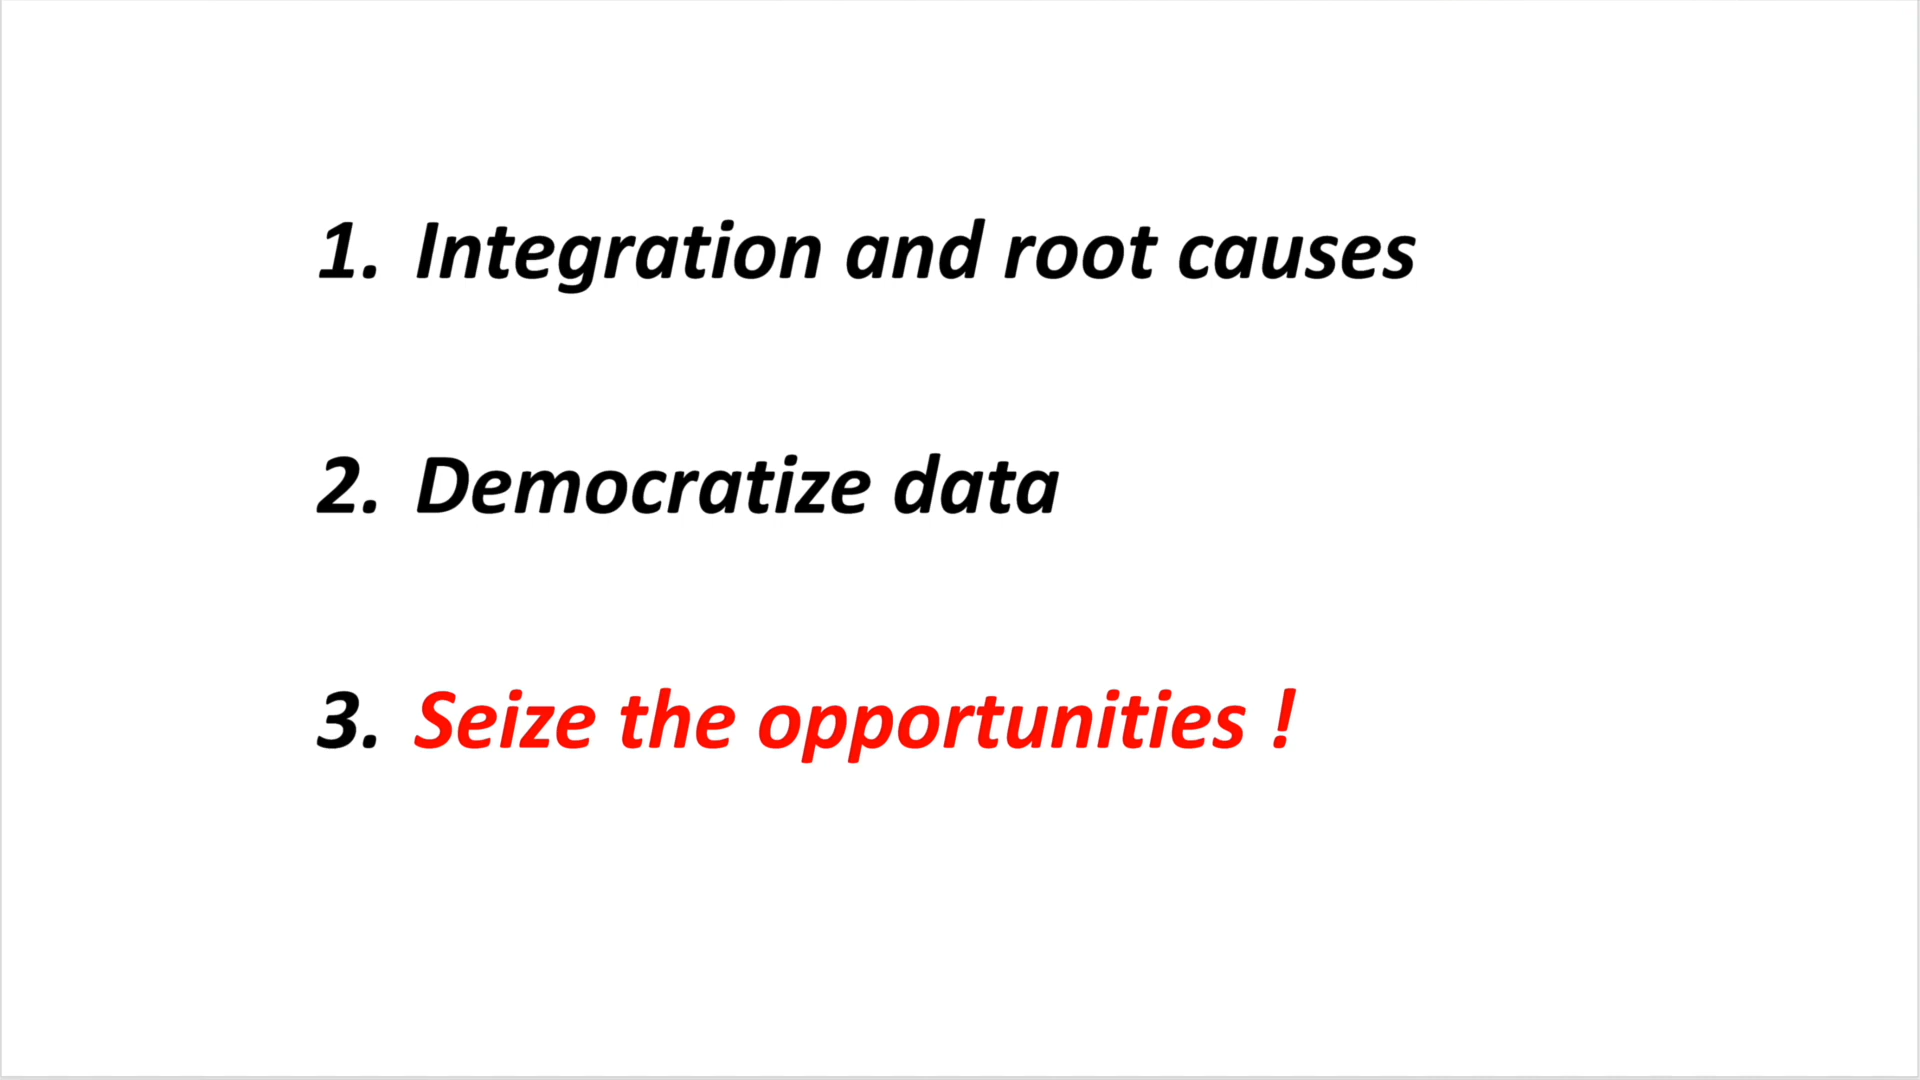 1. Integration and root causes
2. Democratize data
3. Seize the opportunities !